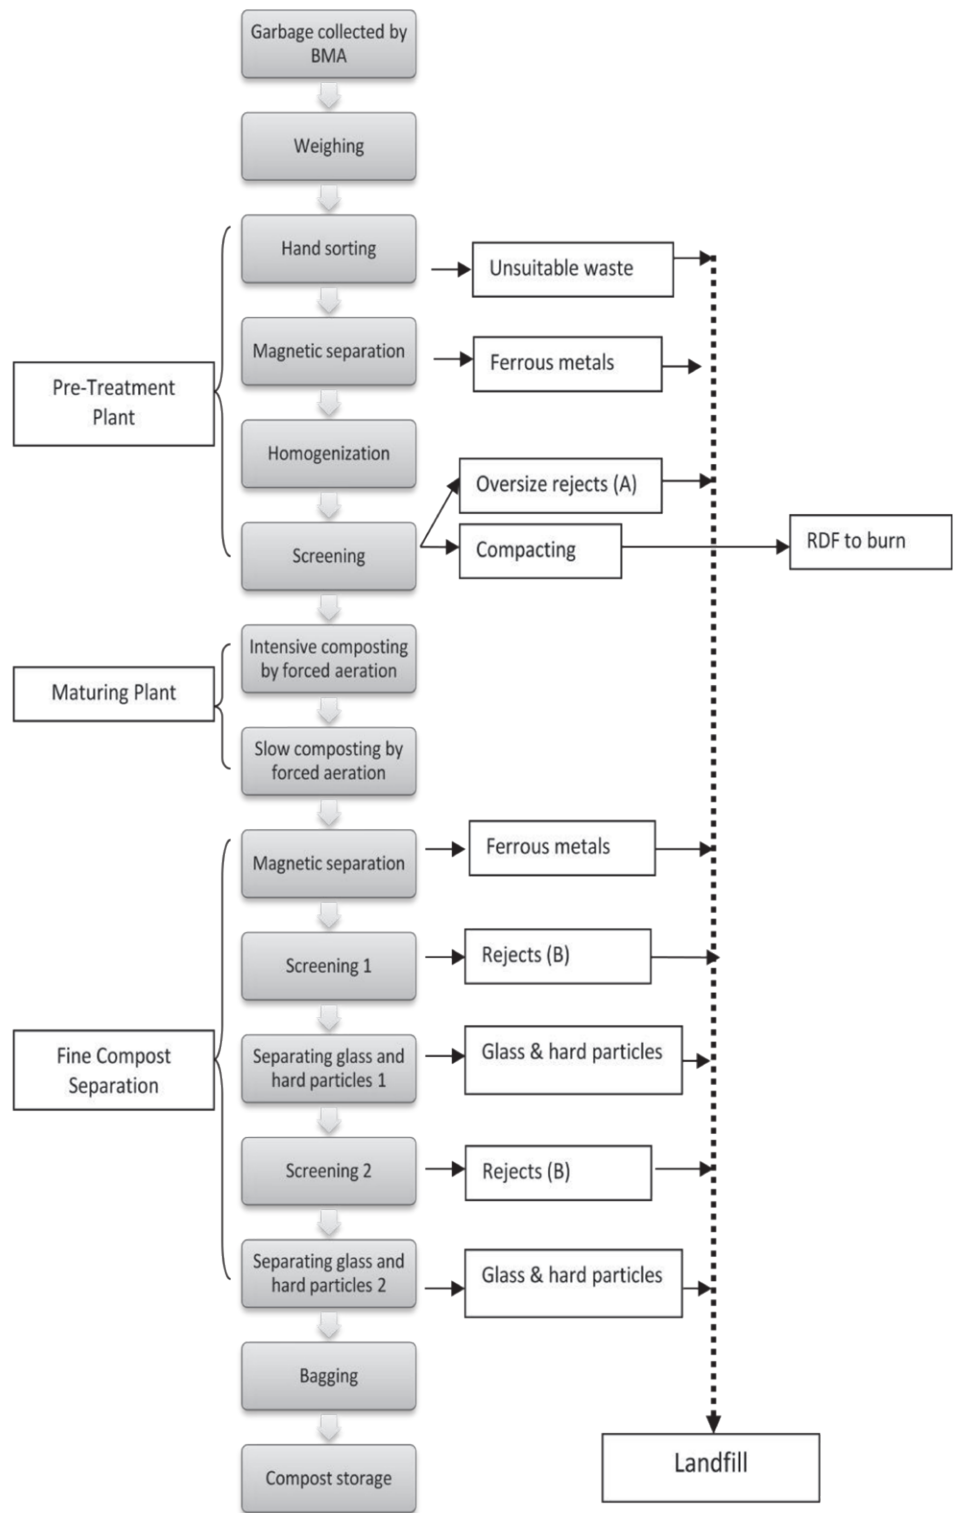 Garbage collected by
BMA
Weighing
Hand sorting
Unsuitable waste
Magnetic separation
Ferrous metals
Pre-Treatment
Plant
Homogenization
Oversize rejects (A)
Screening
Compacting
RDF to burn
Intensive composting
by forced aeration
Maturing Plant
Slow composting by
forced aeration
Magnetic separation
Ferrous metals
Screening 1
Rejects (B)
Fine Compost
Separation
Separating glass and
hard particles 1
Glass & hard particles
Screening 2
Rejects (B)
Separating glass and
hard particles 2
Glass & hard particles
Bagging
Landfill
Compost storage